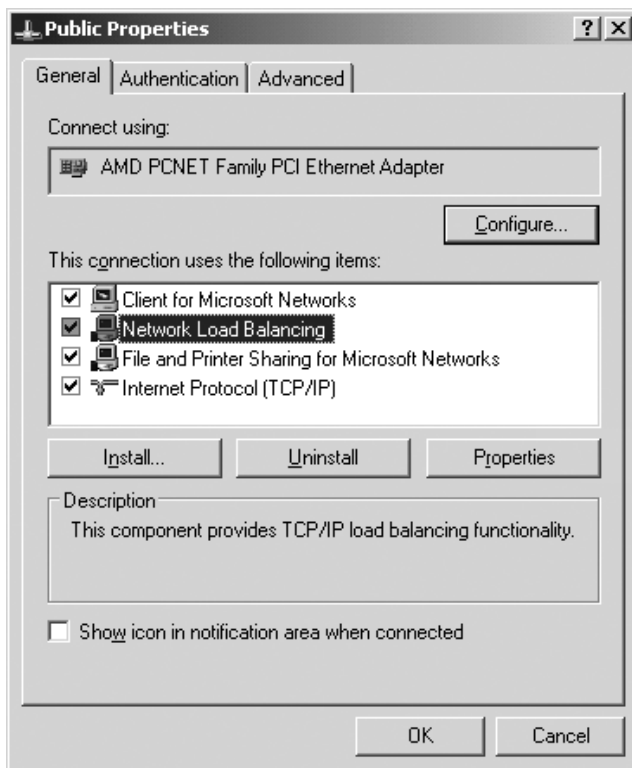 Public Properties
General Authentication Advanced
Connect using:
AMD PCNET Family PCI Ethernet Adapter
Configure...
This connection uses the following items:
Client for Microsoft Networks
Network Load Balancing
File and Printer Sharing for Microsoft Networks
Internet Protocol (TCP/IP)
Install... Uninstall Properties
Description
This component provides TCP/IP load balancing functionality.
Show icon in notification area when connected
OK Cancel